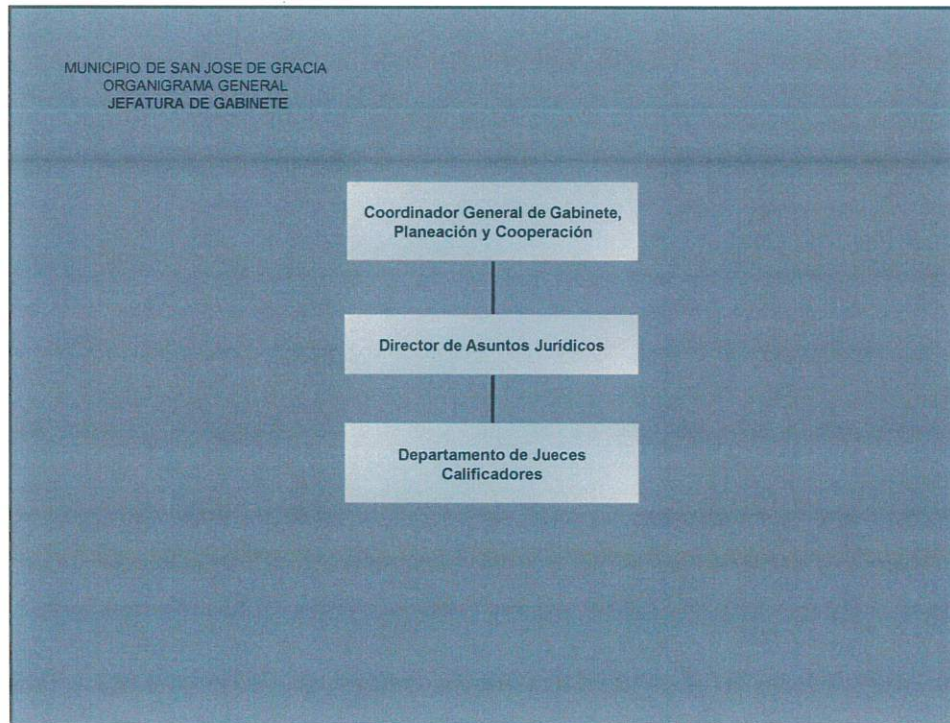 MUNICIPIO DE SAN JOSE DE GRACIA
ORGANIGRAMA GENERAL
JEFATURA DE GABINETE
Coordinador General de Gabinete,
Planeación y Cooperación
Director de Asuntos Jurídicos
Departamento de Jueces
Calificadores